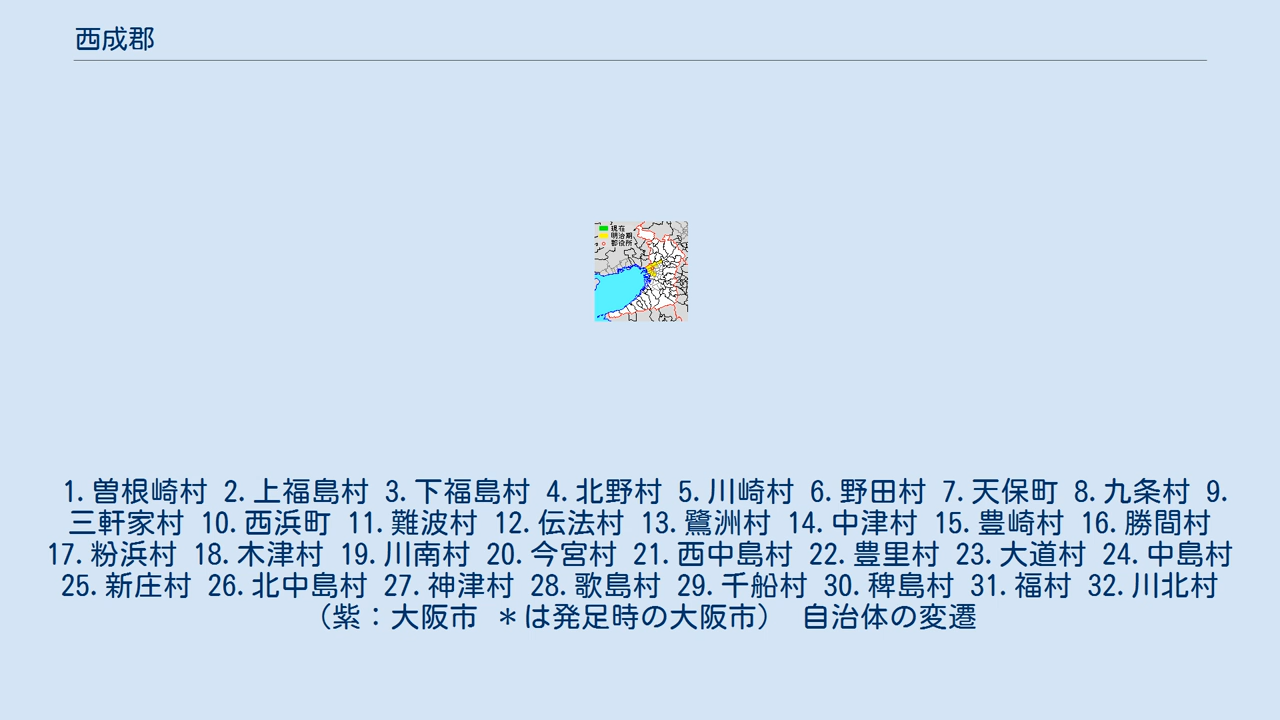 西成郡
現在
明治期
郡役所
1.曽根崎村 2.上福島村 3.下福島村 4.北野村 5.川崎村 6.野田村 7.天保町 8.九条村 9.
三軒家村 10.西浜町 11.難波村 12.伝法村 13.鷺洲村 14.中津村 15.豊崎村 16.勝間村
17.粉浜村 18.木津村 19.川南村 20.今宮村 21.西中島村 22.豊里村 23.大道村 24.中島村
25.新庄村 26.北中島村 27.神津村 28.歌島村 29.千船村 30.稗島村 31.福村 32.川北村
（紫：大阪市 ＊は発足時の大阪市） 自治体の変遷